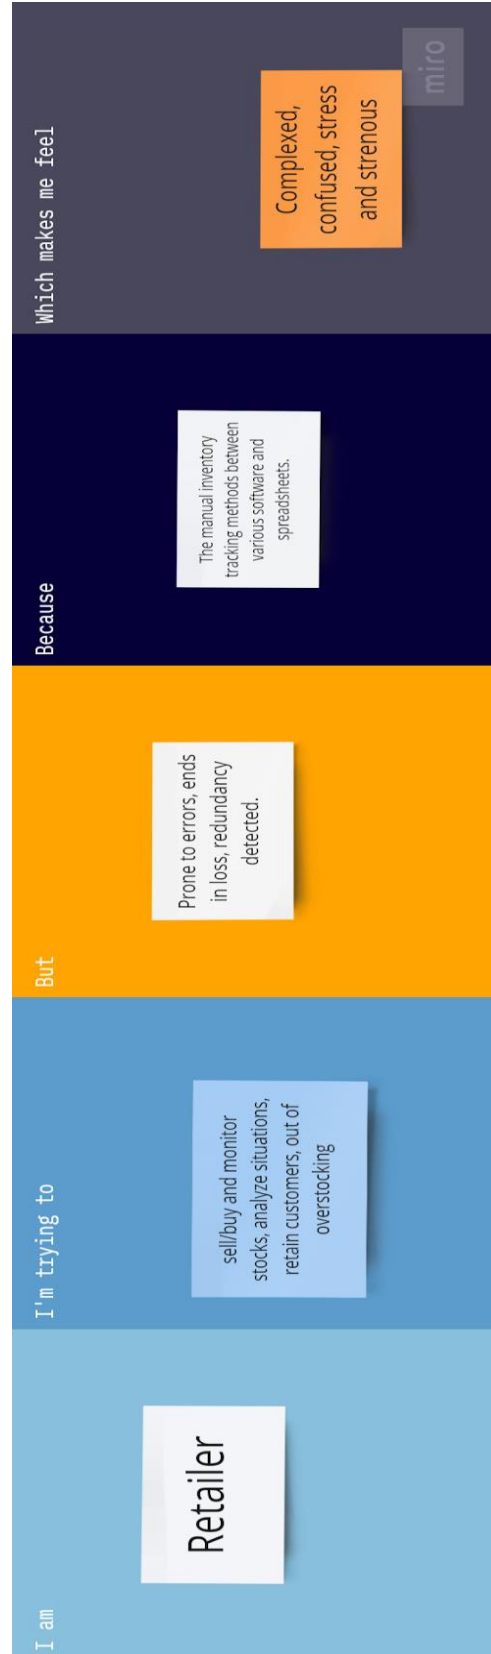 I am
Retailer
I'm trying to
sell/buy and monitor
stocks, analyze situations,
retain customers, out of
overstocking
But
Prone to errors, ends
in loss, redundancy
detected.
Because
The manual inventory
tracking methods between
various software and
spreadsheets.
Which makes me feel
Complexed,
confused, stress
and strenous
miro